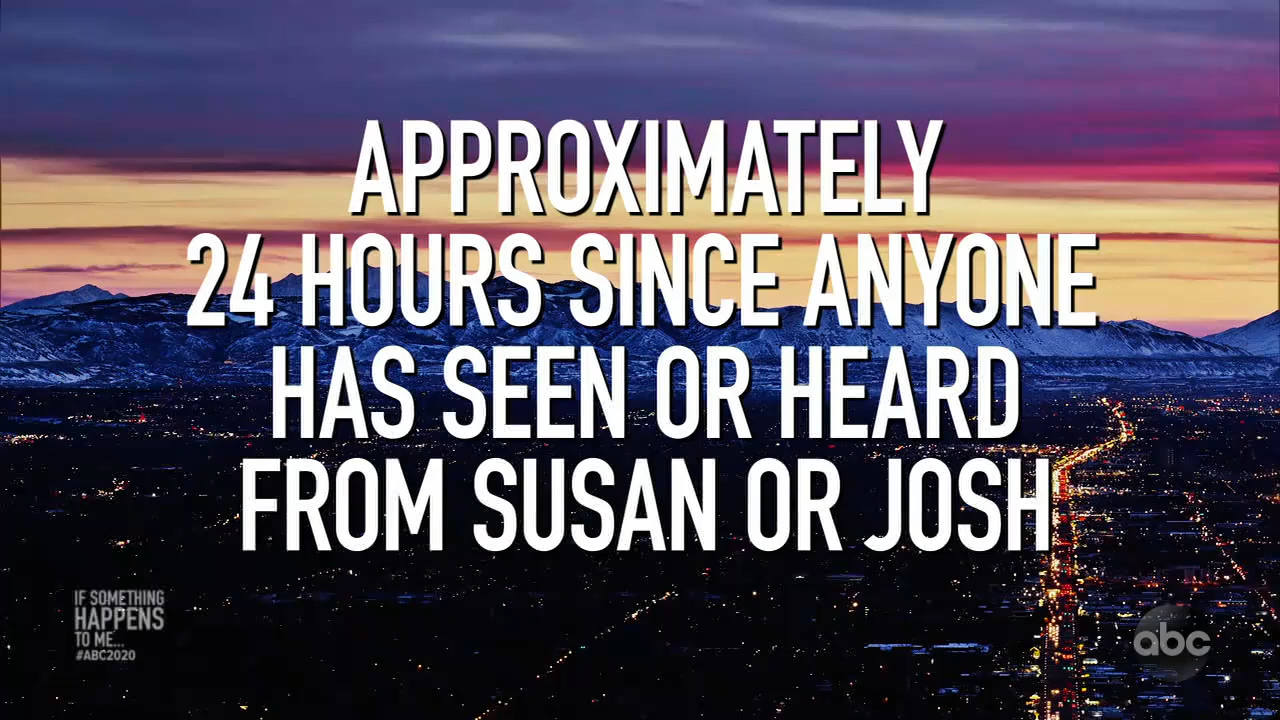 APPROXIMATELY
24 HOURS SINCE ANYONE
HAS SEEN OR HEARD
FROM SUSAN OR JOSH
IF SOMETHING
HAPPENS
TO ME...
#ABC2020
abc